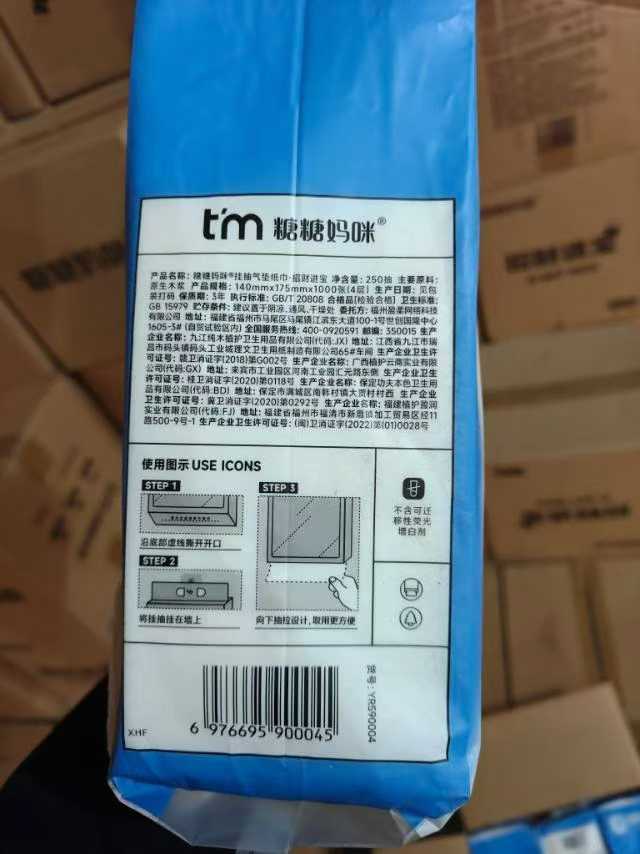 t'm 糖糖妈咪®
产品名称: 糖糖妈咪®挂抽气垫纸巾·招财进宝 净含量: 250抽 主要原料:
原生木浆 产品规格: 140mmx175mmx1000张(4层) 生产日期: 见包
装打码 保质期: 3年 执行标准: GB/T 20808 合格品(检验合格) 卫生标准:
GB 15979 贮存条件: 建议置于阴凉、通风、干燥处 委托方: 福州盈柔网络科技
有限公司 地址: 福建省福州市马尾区马尾镇江滨东大道100-1号世创国隆中心
1605-3# (自贸试验区内) 全国服务热线: 400-0920591 邮编: 350015 生产
企业名称: 九江纯木植护卫生用品有限公司(代码:JX) 地址: 江西省九江市瑞
昌市码头镇码头工业城理文卫生用纸制造有限公司65#车间 生产企业卫生许
可证号: 赣卫消证字(2018)第G002号 生产企业名称: 广西植护云商实业有限
公司(代码:GX) 地址: 来宾市工业园区河南工业园汇元路东侧 生产企业卫生
许可证号: 桂卫消证字(2020)第0118号 生产企业名称: 保定功夫本色卫生用
品有限公司(代码:BD) 地址: 保定市满城区南韩村镇大贾村村西 生产企业
卫生许可证号: 冀卫消证字(2020)第0292号 生产企业名称: 福建植护盈润
实业有限公司(代码:FJ) 地址: 福建省福州市福清市新思镇加工贸易区经11
路500-9号-1 生产企业卫生许可证号: (闽)卫消证字(2022)第(01)0028号
使用图示 USE ICONS
STEP 1
沿底部虚线撕开开口
STEP 2
将挂抽挂在墙上
STEP 3
向下抽拉设计,取用更方便
不含可迁
移性荧光
增白剂
货号: YR590004
XHF
6 976695 900045